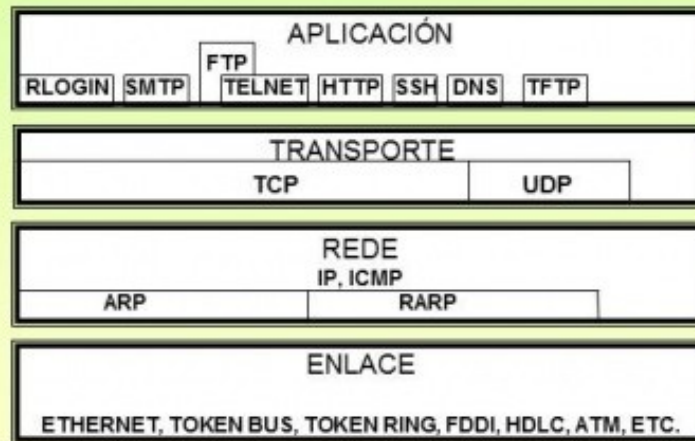 APLICACIÓN
FTP
RLOGIN SMTP TELNET HTTP SSH DNS TFTP
TRANSPORTE
TCP UDP
REDE
IP, ICMP
ARP RARP
ENLACE
ETHERNET, TOKEN BUS, TOKEN RING, FDDI, HDLC, ATM, ETC.